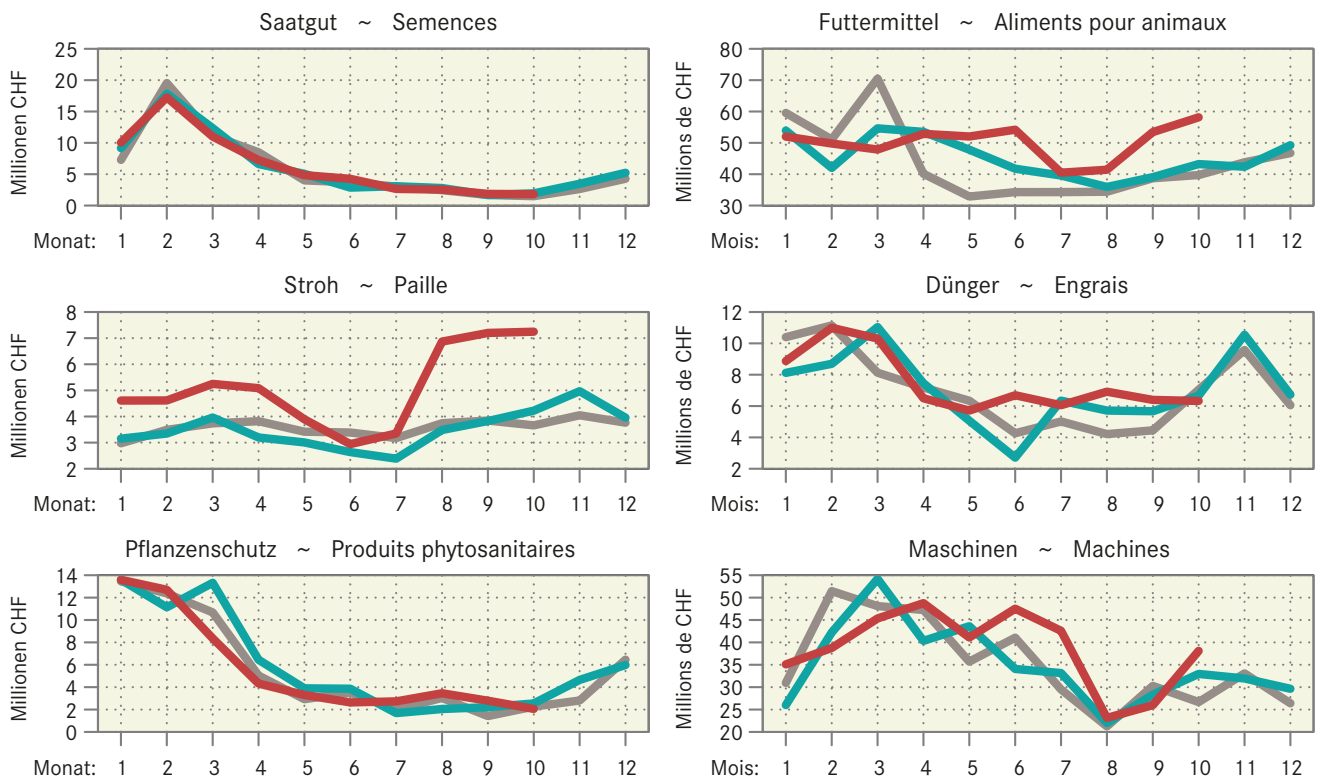 Saatgut ~ Semences
Millionen CHF
25
20
15
10
5
0
Monat: 1 2 3 4 5 6 7 8 9 10 11 12
Futtermittel ~ Aliments pour animaux
Millions de CHF
80
70
60
50
40
30
Mois: 1 2 3 4 5 6 7 8 9 10 11 12
Stroh ~ Paille
Millionen CHF
8
7
6
5
4
3
2
Monat: 1 2 3 4 5 6 7 8 9 10 11 12
Dünger ~ Engrais
Millions de CHF
12
10
8
6
4
2
Mois: 1 2 3 4 5 6 7 8 9 10 11 12
Pflanzenschutz ~ Produits phytosanitaires
Millionen CHF
14
12
10
8
6
4
2
0
Monat: 1 2 3 4 5 6 7 8 9 10 11 12
Maschinen ~ Machines
Millions de CHF
55
50
45
40
35
30
25
20
Mois: 1 2 3 4 5 6 7 8 9 10 11 12